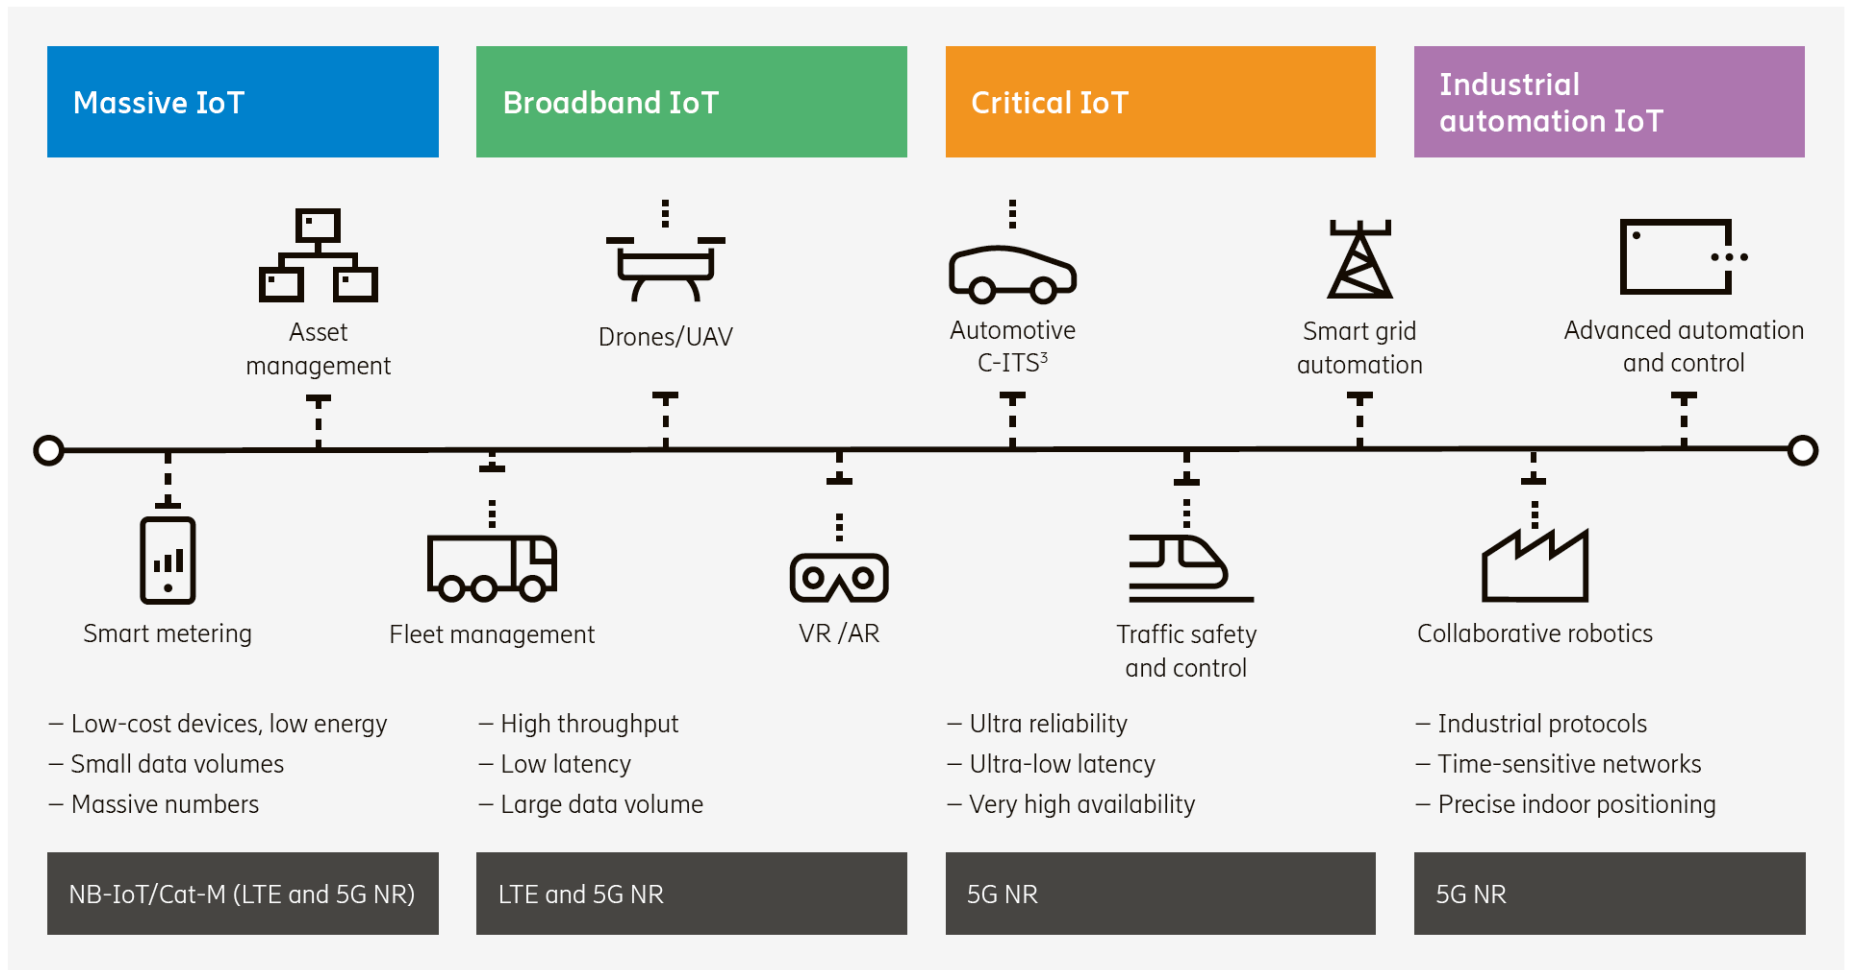 Massive IoT
Broadband IoT
Critical IoT
Industrial
automation IoT
Asset
management
Drones/UAV
Automotive
C-ITS³
Smart grid
automation
Advanced automation
and control
Smart metering
Fleet management
VR /AR
Traffic safety
and control
Collaborative robotics
– Low-cost devices, low energy
– Small data volumes
– Massive numbers
– High throughput
– Low latency
– Large data volume
– Ultra reliability
– Ultra-low latency
– Very high availability
– Industrial protocols
– Time-sensitive networks
– Precise indoor positioning
NB-IoT/Cat-M (LTE and 5G NR)
LTE and 5G NR
5G NR
5G NR